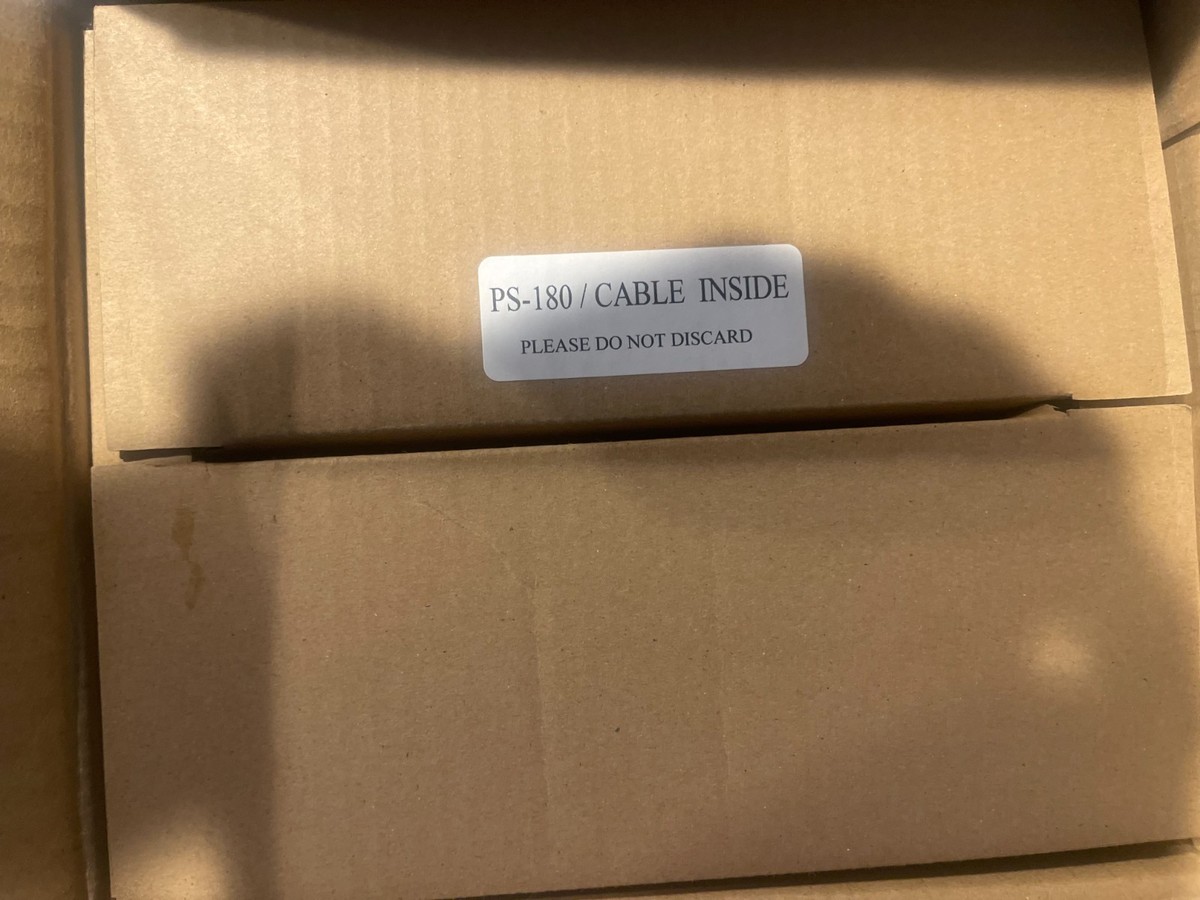 PS-180 / CABLE INSIDE
PLEASE DO NOT DISCARD